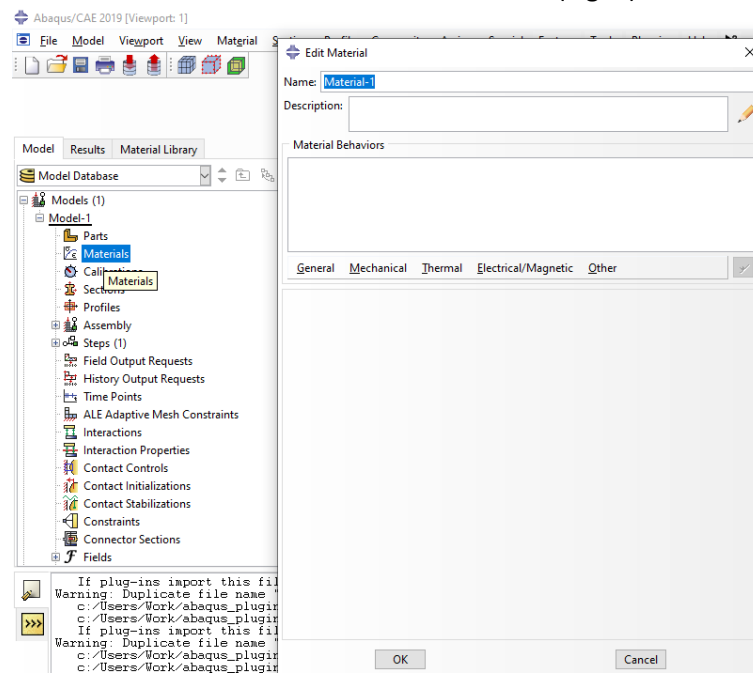 Abaqus/CAE 2019 [Viewport: 1]
File Model Viewport View Material
Edit Material
Name: Material-1
Description:
Model Results Material Library
Material Behaviors
Model Database
Models (1)
Model-1
Parts
Materials
General Mechanical Thermal Electrical/Magnetic Other
Materials
Sections
Profiles
Assembly
Steps (1)
Field Output Requests
History Output Requests
Time Points
ALE Adaptive Mesh Constraints
Interactions
Interaction Properties
Contact Controls
Contact Initializations
Contact Stabilizations
Constraints
Connector Sections
Fields
If plug-ins import this fil
Warning: Duplicate file name "
c:/Users/Work/abaqus_plugin
c:/Users/Work/abaqus_plugin
>>> If plug-ins import this fil
Warning: Duplicate file name "
c:/Users/Work/abaqus_plugin
c:/Users/Work/abaqus_plugin
OK Cancel